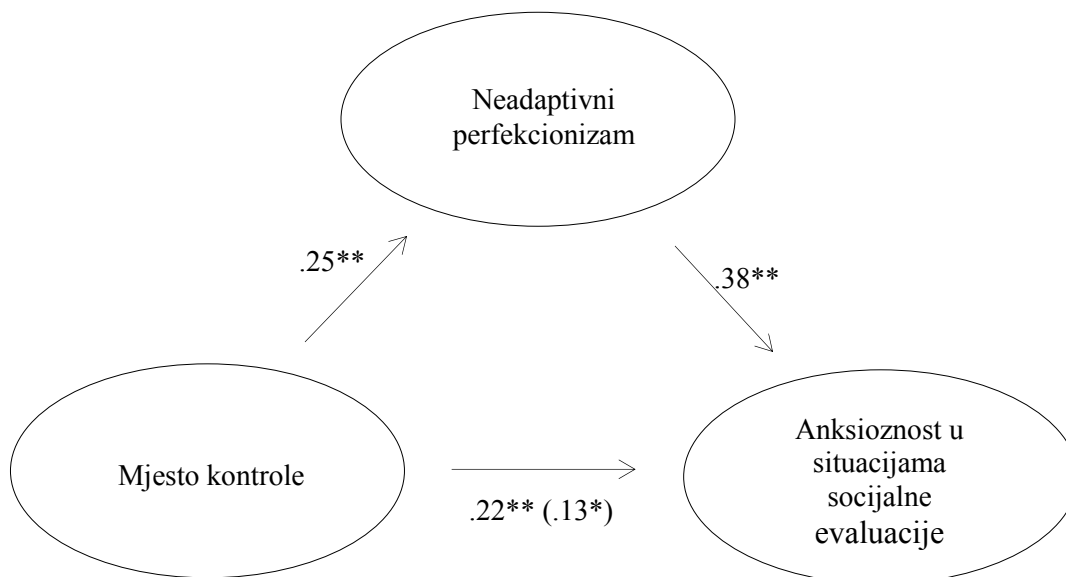 Neadaptivni
perfekcionizam
.25**
.38**
Mjesto kontrole
.22** (.13*)
Anksioznost u
situacijama
socijalne
evaluacije